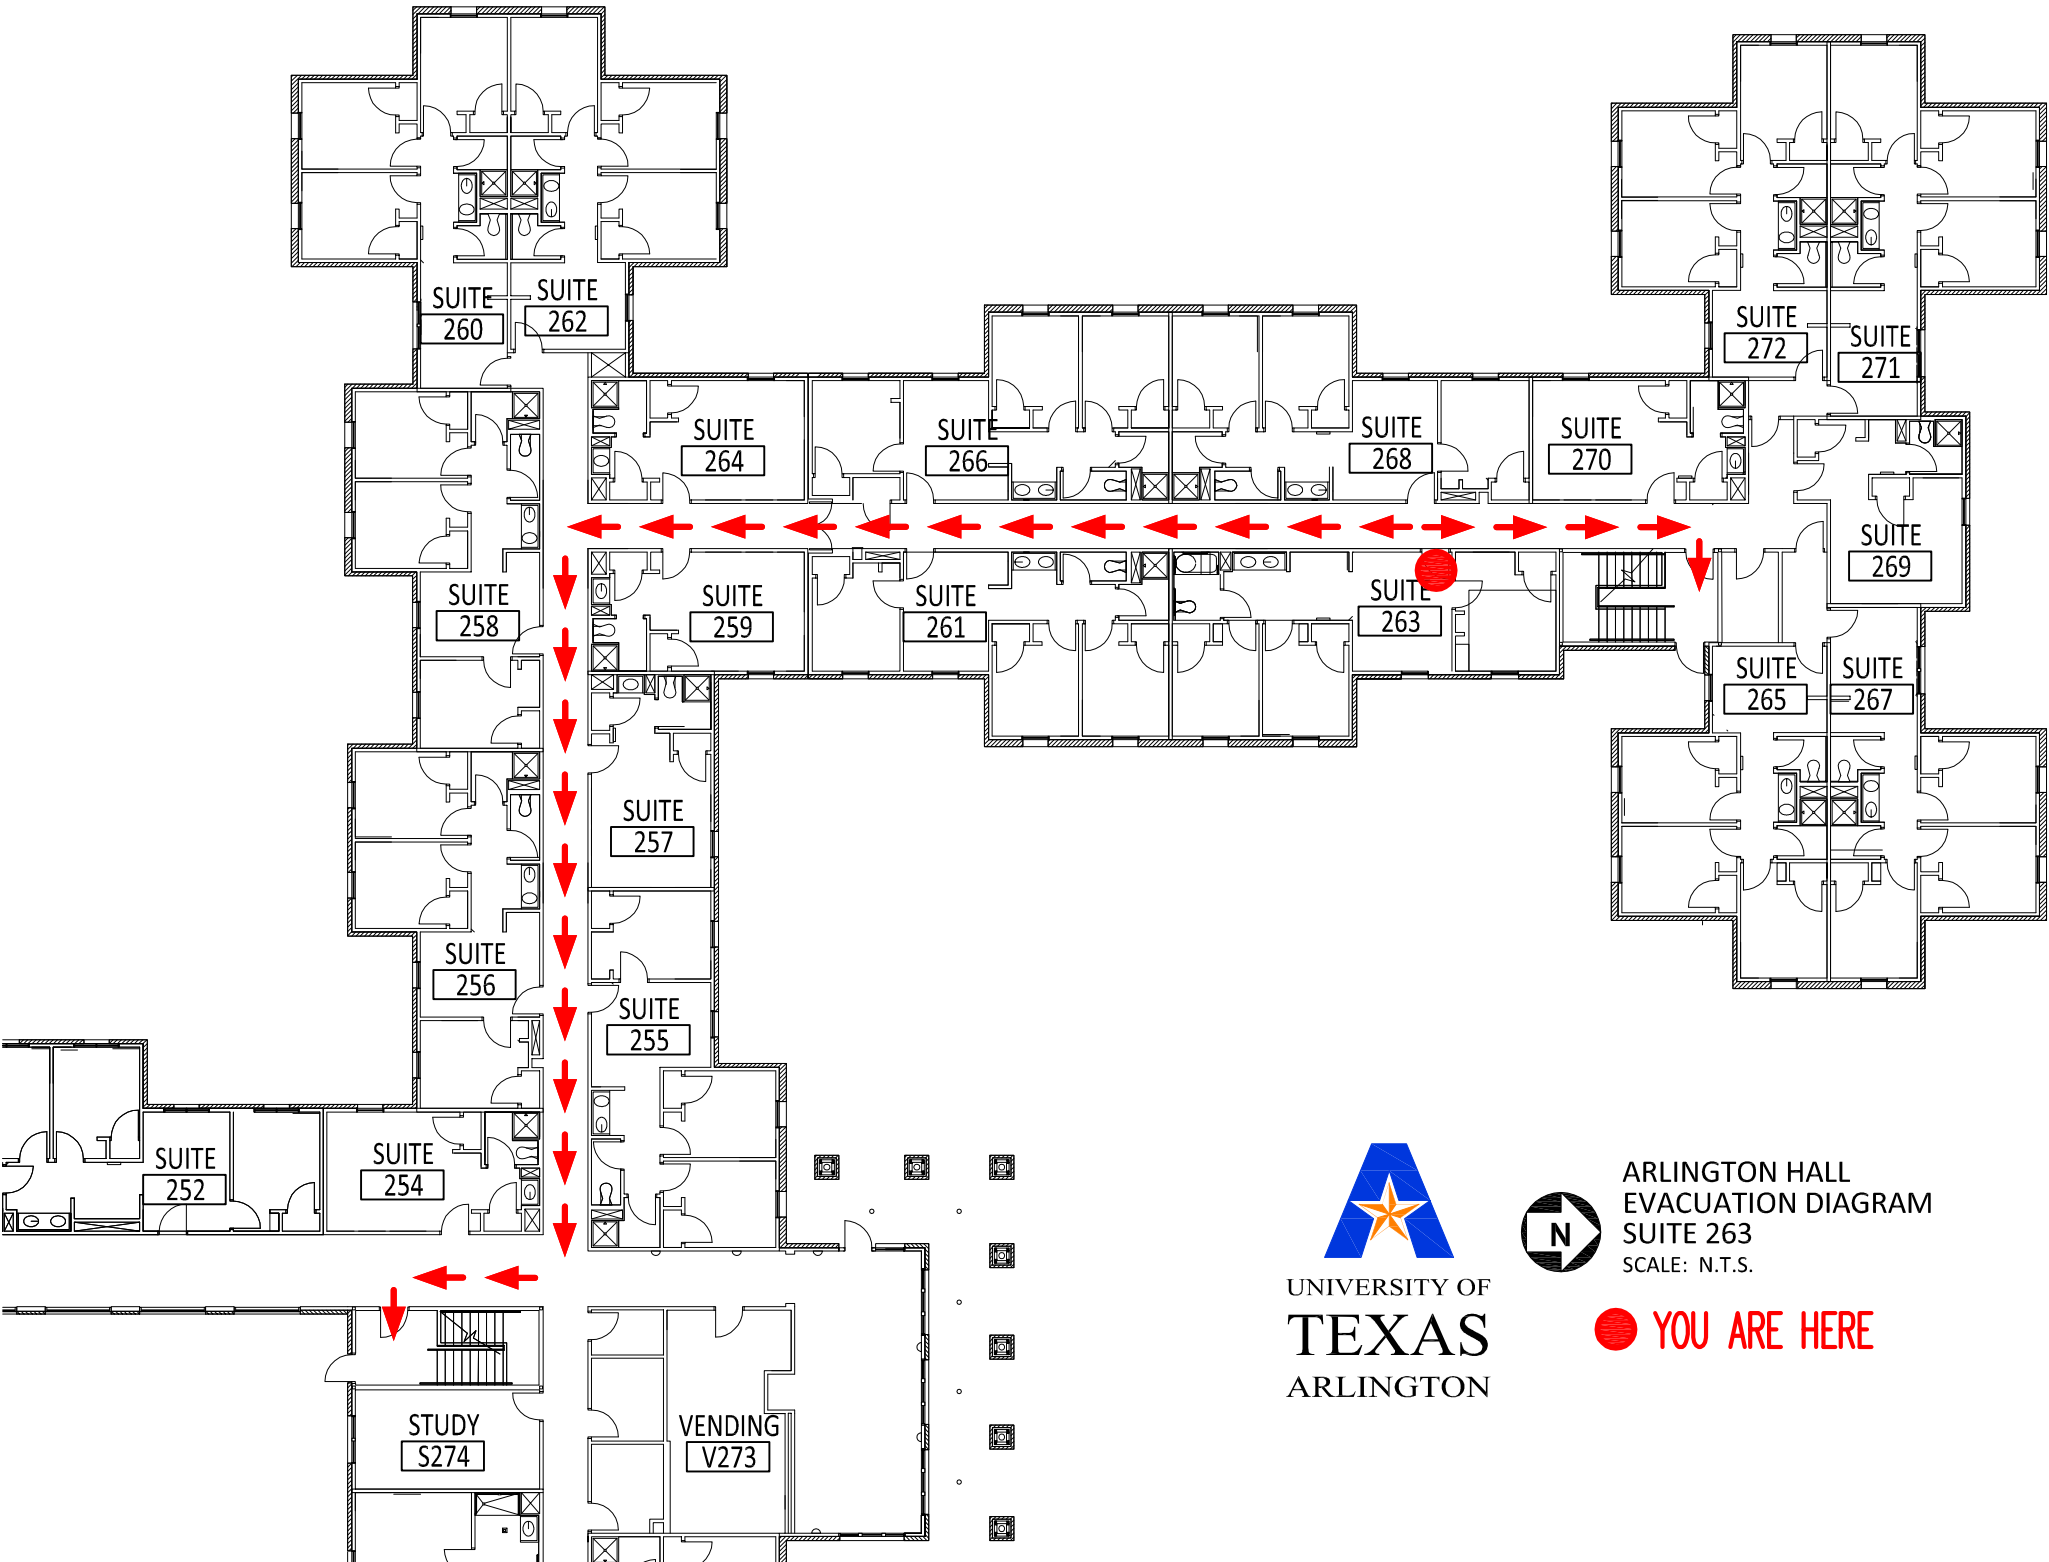 SUITE
260
SUITE
262
SUITE
272
SUITE
271
SUITE
264
SUITE
266
SUITE
268
SUITE
270
SUITE
269
SUITE
258
SUITE
259
SUITE
261
SUITE
263
SUITE
265
SUITE
267
SUITE
257
SUITE
256
SUITE
255
SUITE
252
SUITE
254
STUDY
S274
VENDING
V273
UNIVERSITY OF
TEXAS
ARLINGTON
N
ARLINGTON HALL
EVACUATION DIAGRAM
SUITE 263
SCALE: N.T.S.
YOU ARE HERE